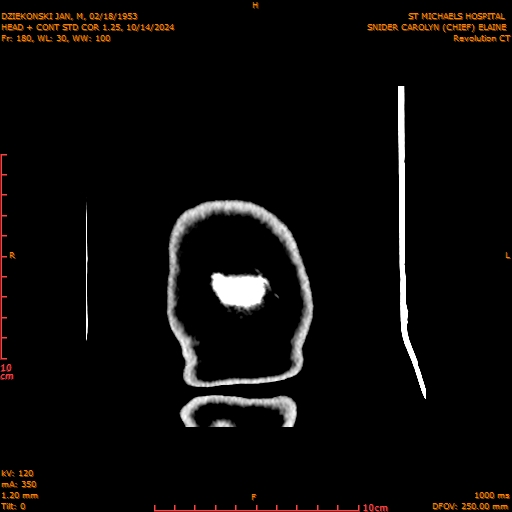 H
DZIEKONSKI JAN, M, 02/18/1953
HEAD + CONT STD COR 1.25, 10/14/2024
Fr: 180, WL: 30, WW: 100
ST MICHAELS HOSPITAL
SNIDER CAROLYN (CHIEF) ELAINE
Revolution CT
R
L
10
cm
kV: 120
mA: 350
1.20 mm
Tilt: 0
F
10cm
1000 ms
DFOV: 250.00 mm